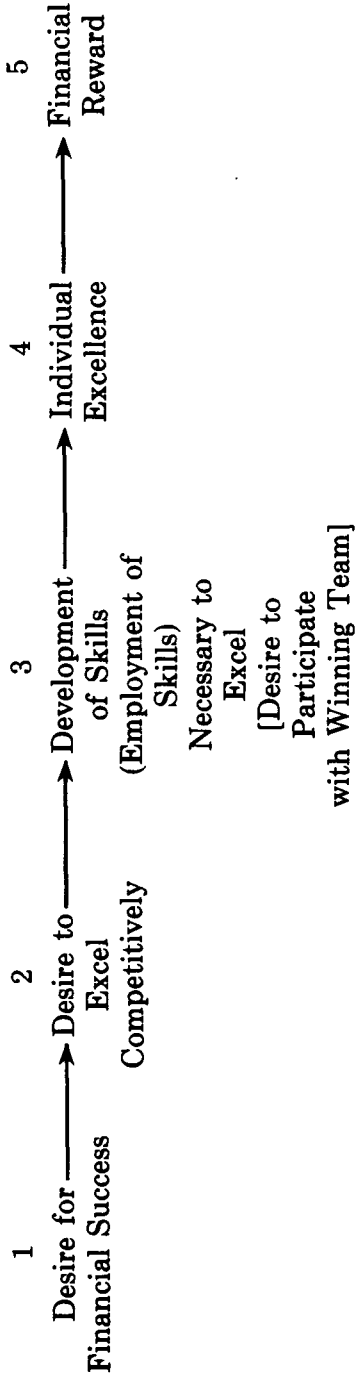 1
Desire for
Financial Success
2
Desire to
Excel
Competitively
3
Development
of Skills
(Employment of
Skills)
Necessary to
Excel
[Desire to
Participate
with Winning Team]
4
Individual
Excellence
5
Financial
Reward